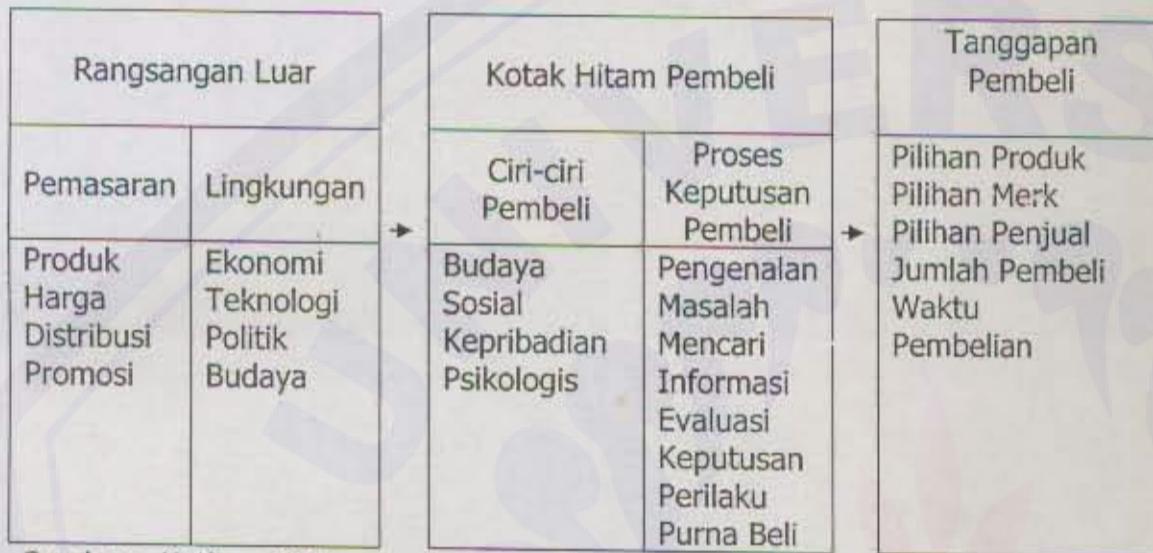 Rangsangan Luar
Pemasaran
Lingkungan
Produk
Harga
Distribusi
Promosi
Ekonomi
Teknologi
Politik
Budaya
Kotak Hitam Pembeli
Ciri-ciri
Pembeli
Proses
Keputusan
Pembeli
Budaya
Sosial
Kepribadian
Psikologis
Pengenalan
Masalah
Mencari
Informasi
Evaluasi
Keputusan
Perilaku
Purna Beli
Tanggapan
Pembeli
Pilihan Produk
Pilihan Merk
Pilihan Penjual
Jumlah Pembeli
Waktu
Pembelian